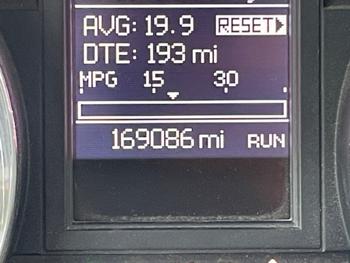 AVG: 19.9 RESET
DTE: 193 mi
MPG 15 30
169086 mi RUN